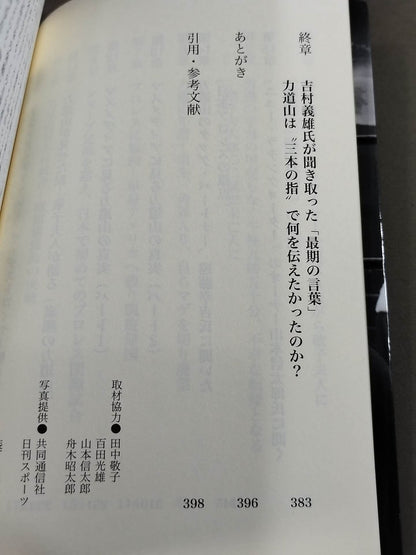 終章 吉村義雄氏が聞き取った「最期の言葉」
力道山は〝三本の指〟で何を伝えたかったのか? 383
あとがき 396
引用・参考文献 398
取材協力●田中敬子
百田光雄
山本信太郎
舟木昭太郎
写真提供●共同通信社
日刊スポーツ